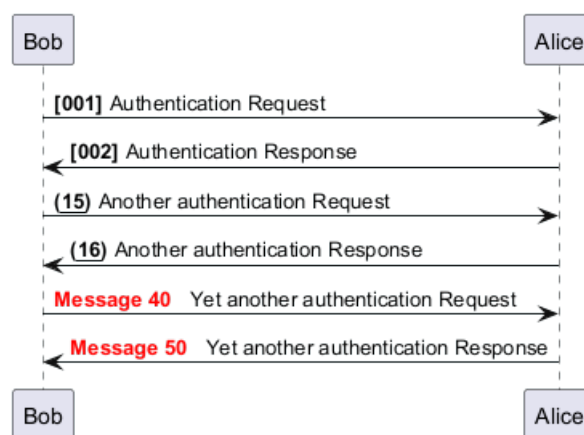 Bob Alice
[001] Authentication Request
[002] Authentication Response
(15) Another authentication Request
(16) Another authentication Response
Message 40 Yet another authentication Request
Message 50 Yet another authentication Response
Bob Alice